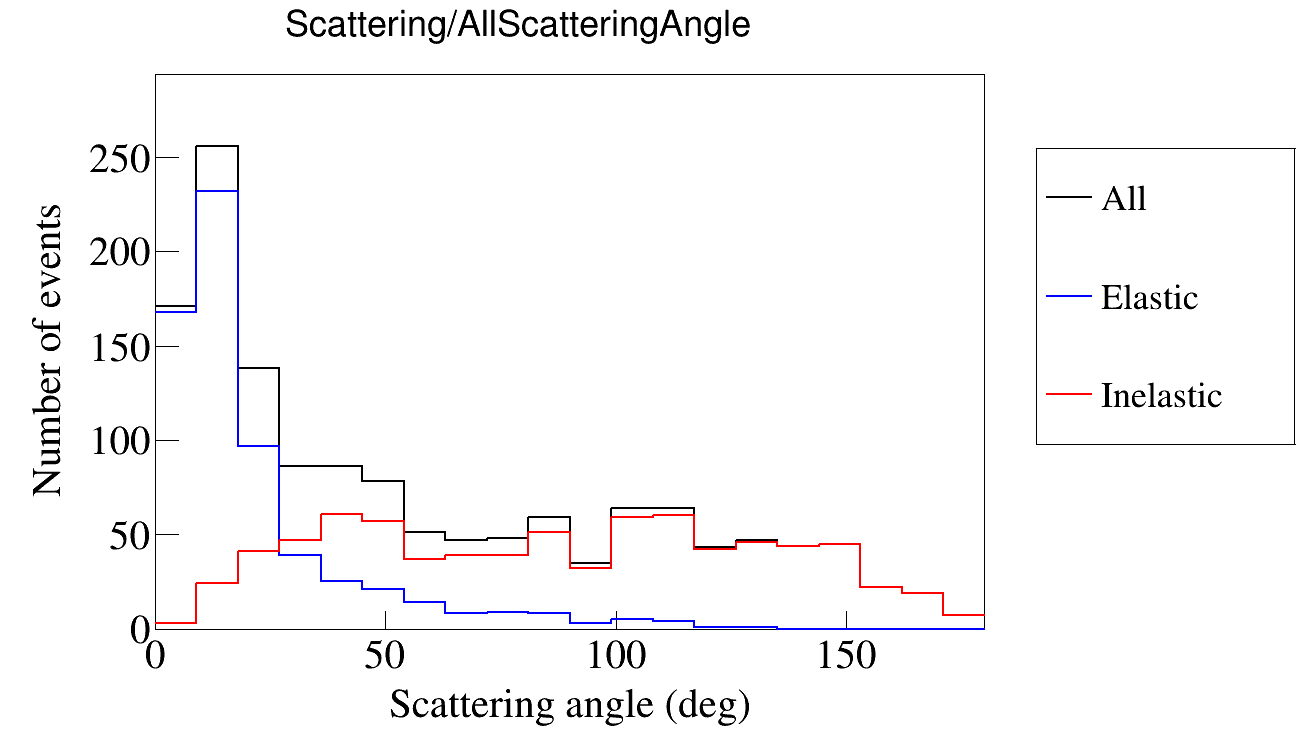 Scattering/AllScatteringAngle
Number of events
250
200
150
100
50
0
0 50 100 150
Scattering angle (deg)
All
Elastic
Inelastic